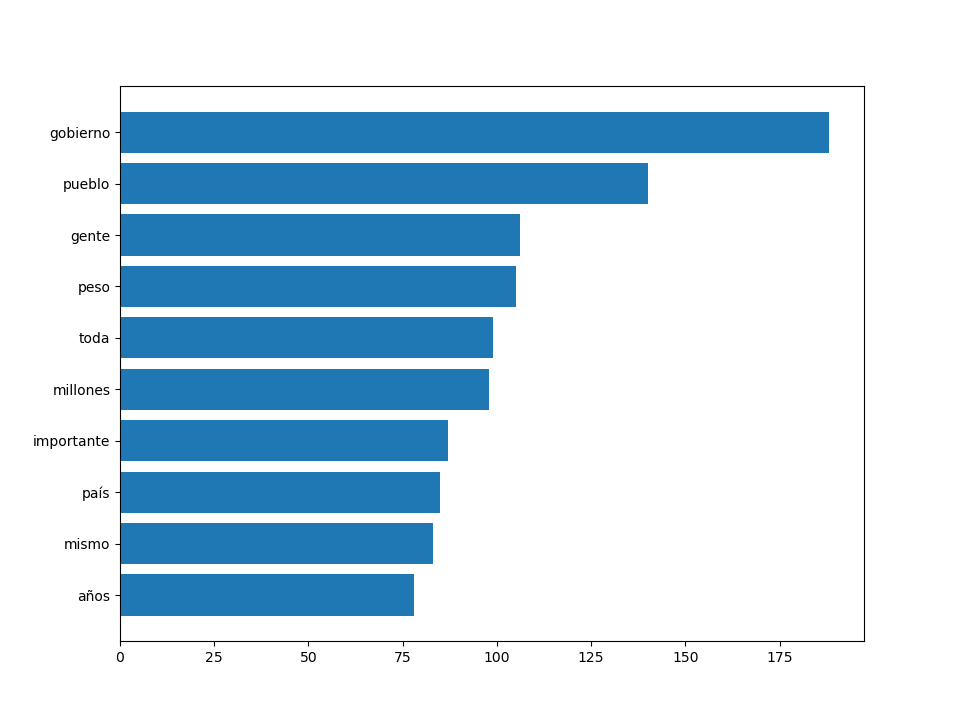 gobierno
pueblo
gente
peso
toda
millones
importante
país
mismo
años
0 25 50 75 100 125 150 175